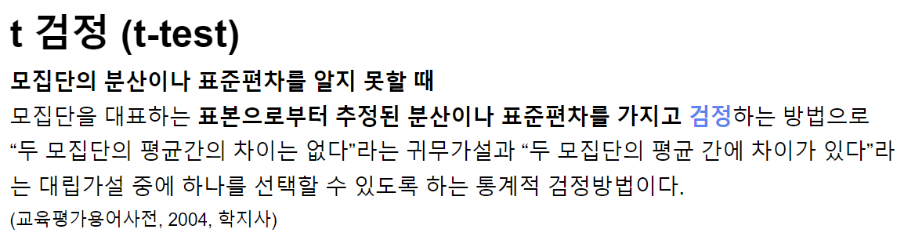 t 검정 (t-test)
모집단의 분산이나 표준편차를 알지 못할 때
모집단을 대표하는 표본으로부터 추정된 분산이나 표준편차를 가지고 검정하는 방법으로
“두 모집단의 평균간의 차이는 없다”라는 귀무가설과 “두 모집단의 평균 간에 차이가 있다”라
는 대립가설 중에 하나를 선택할 수 있도록 하는 통계적 검정방법이다.
(교육평가용어사전, 2004, 학지사)